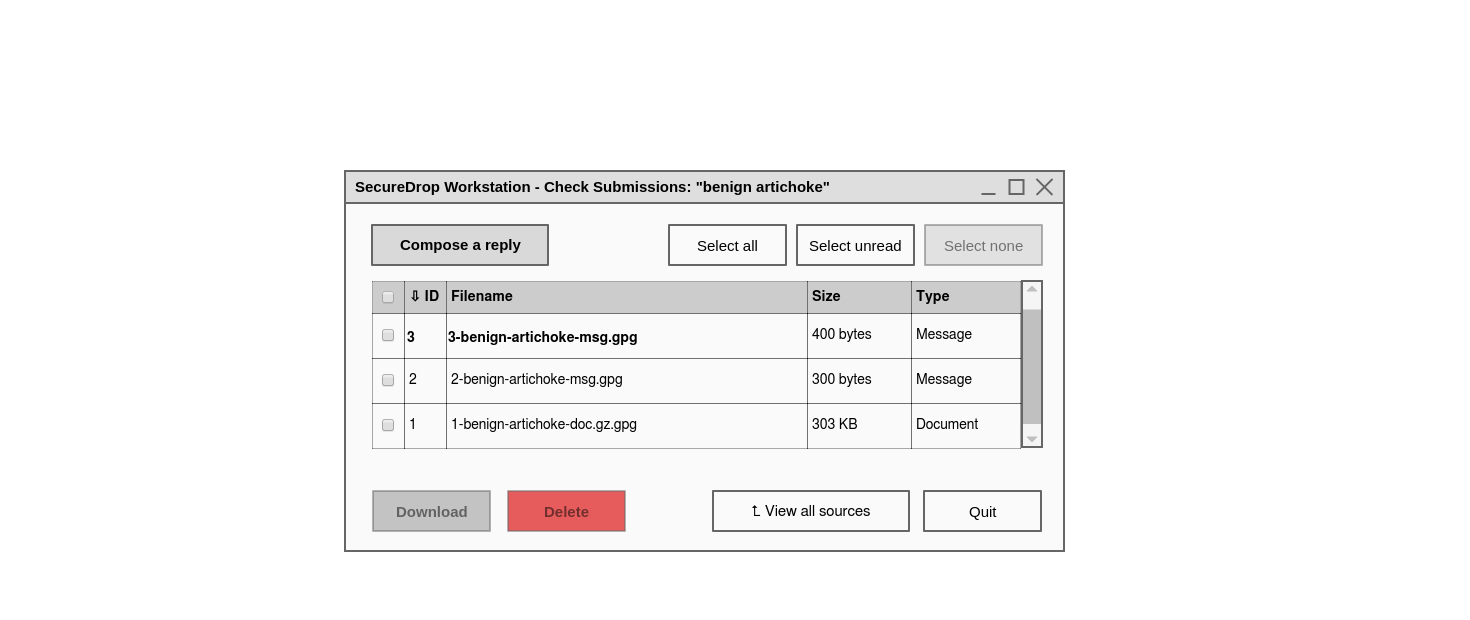 SecureDrop Workstation - Check Submissions: "benign artichoke"
Compose a reply Select all Select unread Select none
⇩ ID Filename Size Type
3 3-benign-artichoke-msg.gpg 400 bytes Message
2 2-benign-artichoke-msg.gpg 300 bytes Message
1 1-benign-artichoke-doc.gz.gpg 303 KB Document
Download Delete ⮤ View all sources Quit